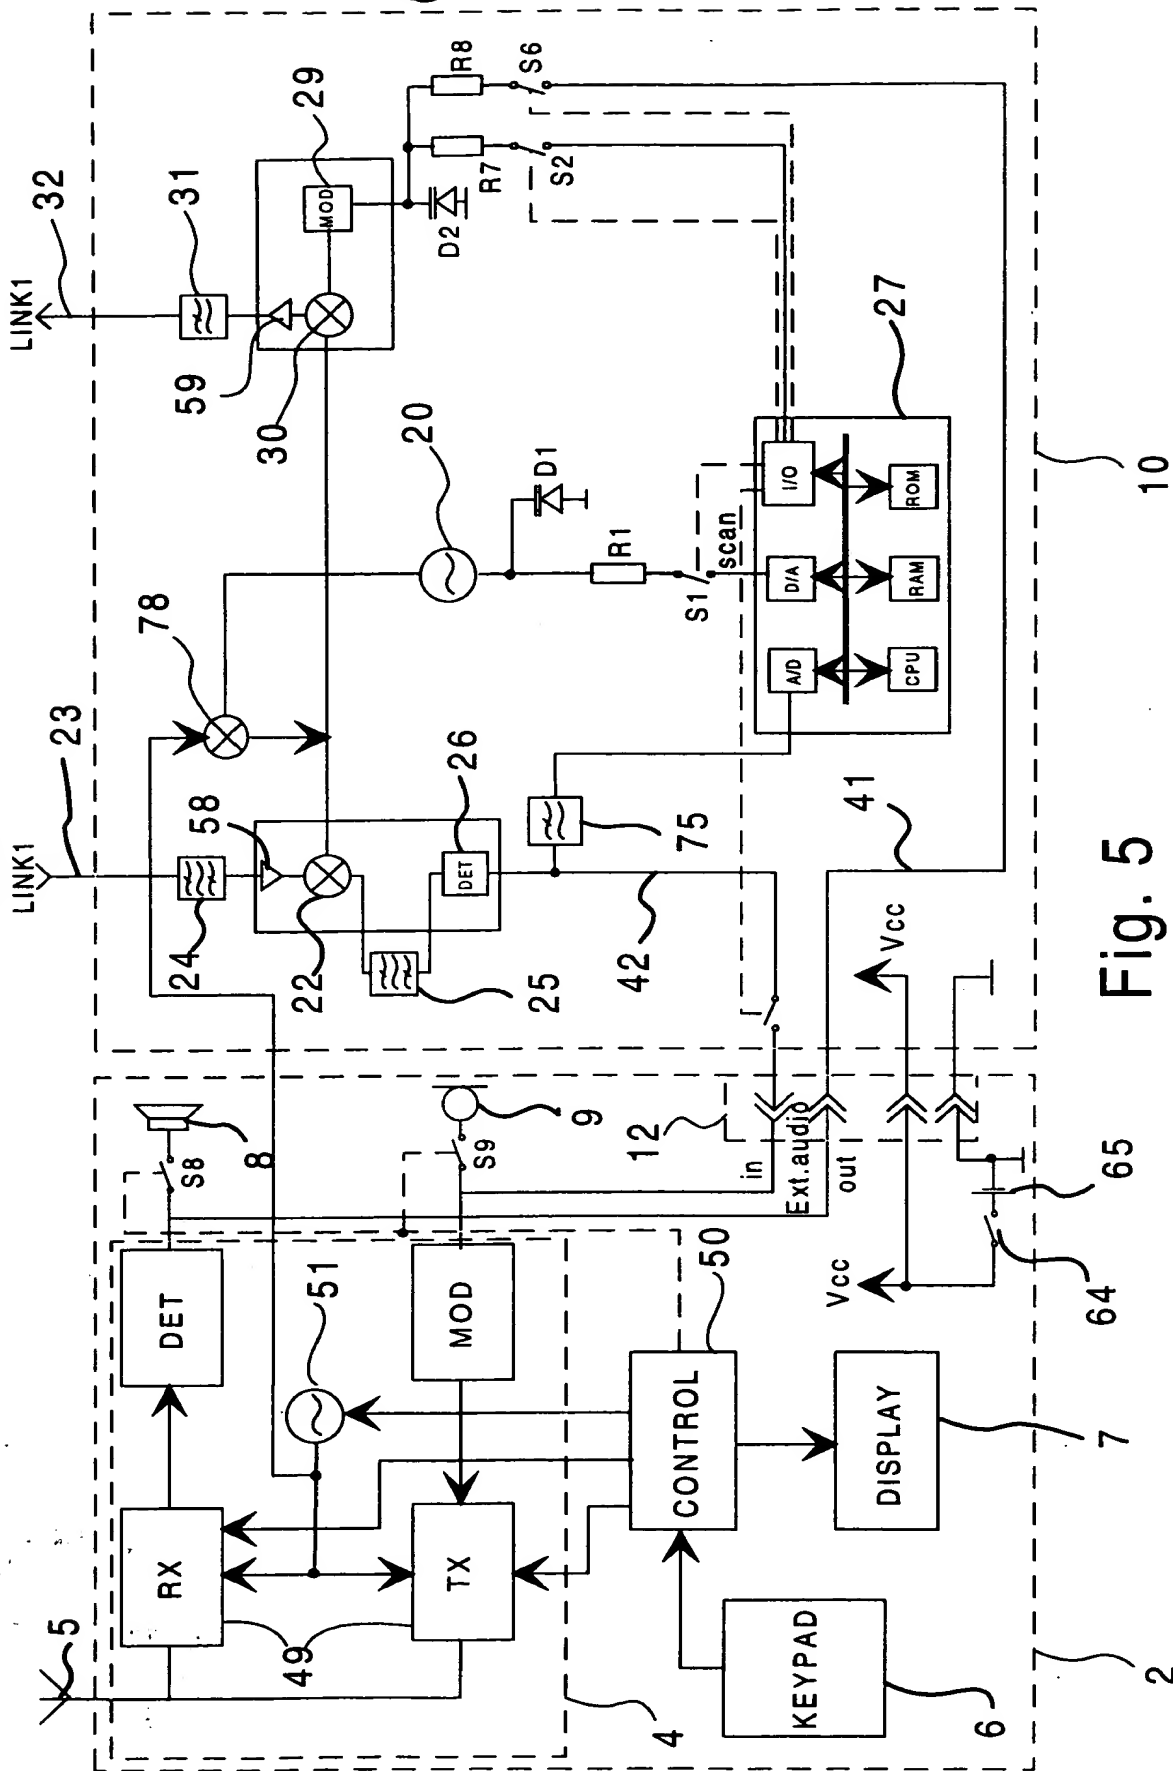 5
49
RX
DET
S8
8
51
TX
MOD
S9
9
4
CONTROL
50
KEYPAD
6
DISPLAY
7
2
12
in
Ext.audio
out
Vcc
64
65
LINK1
23
24
58
22
25
26
DET
78
42
75
20
D1
R1
S1
scan
LINK1
32
31
59
30
29
MOD
D2
R7
R8
S2
S6
27
A/D
D/A
I/O
CPU
RAM
ROM
Vcc
41
10
Fig. 5